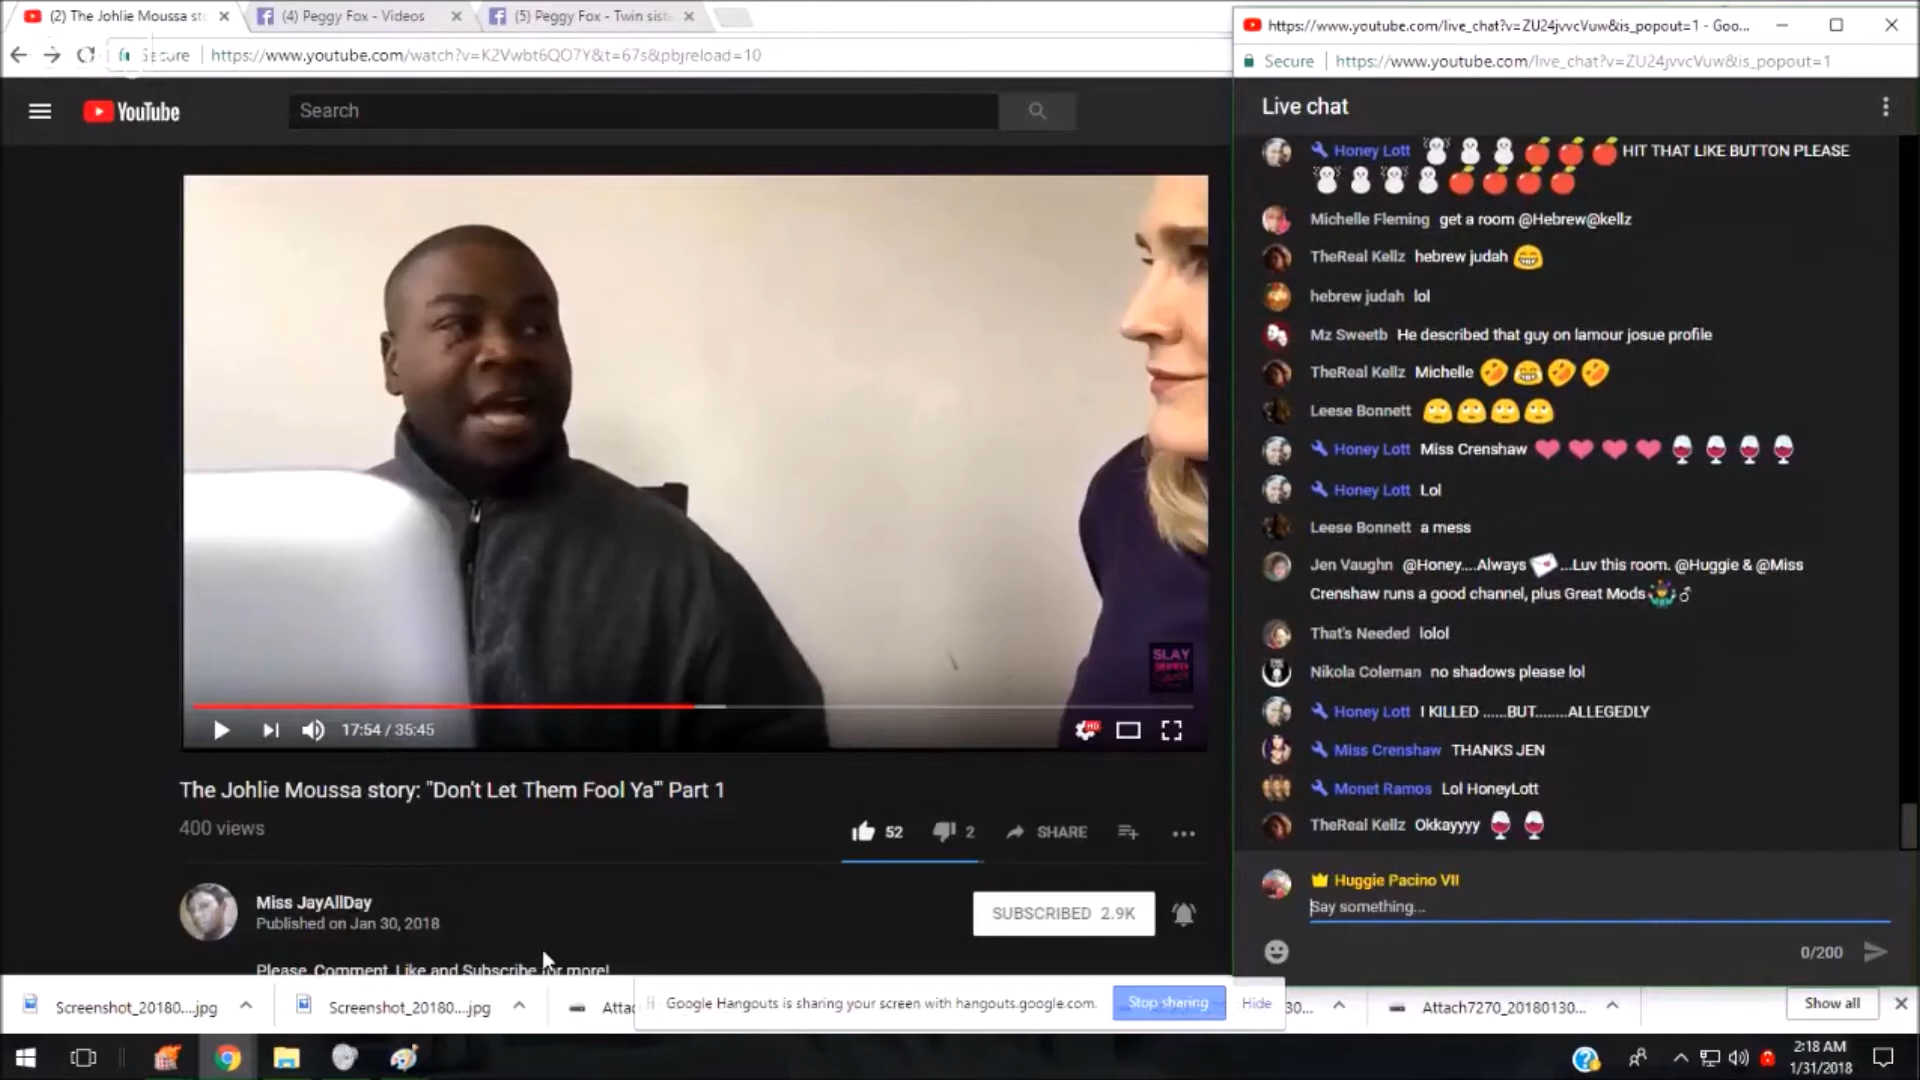 (2) The Johlie Moussa st
(4) Peggy Fox - Videos
(5) Peggy Fox - Twin sist
https://www.youtube.com/live_chat?v=ZU24jvvcVuw&is_popout=1 - Goo...
Secure
https://www.youtube.com/watch?v=K2Vwbt6QO7Y&t=67s&pbjreload=10
Secure
https://www.youtube.com/live_chat?v=ZU24jvvcVuw&is_popout=1
YouTube
Search
Live chat
Honey Lott ☃☃☃🍎🍎🍎 HIT THAT LIKE BUTTON PLEASE
☃☃☃☃🍎🍎🍎🍎
Michelle Fleming get a room @Hebrew@kellz
TheReal Kellz hebrew judah 😂
hebrew judah lol
Mz Sweetb He described that guy on lamour josue profile
TheReal Kellz Michelle 🤣😂🤣🤣
Leese Bonnett 🙄🙄🙄🙄
Honey Lott Miss Crenshaw ❤❤❤❤🍷🍷🍷🍷
Honey Lott Lol
Leese Bonnett a mess
Jen Vaughn @Honey....Always 💌...Luv this room. @Huggie & @Miss
Crenshaw runs a good channel, plus Great Mods🤹♂
That's Needed lolol
Nikola Coleman no shadows please lol
Honey Lott I KILLED ......BUT........ALLEGEDLY
Miss Crenshaw THANKS JEN
Monet Ramos Lol HoneyLott
TheReal Kellz Okkayyyy 🍷🍷
Huggie Pacino VII
Say something...
0/200
SLAY
17:54 / 35:45
HD
The Johlie Moussa story: "Don't Let Them Fool Ya'" Part 1
400 views
52
2
SHARE
Miss JayAllDay
Published on Jan 30, 2018
SUBSCRIBED 2.9K
Please, Comment, Like and Subscribe for more!
Screenshot_20180....jpg
Screenshot_20180....jpg
Attac
Google Hangouts is sharing your screen with hangouts.google.com.
Stop sharing
Hide
30...
Attach7270_20180130...
Show all
2:18 AM
1/31/2018